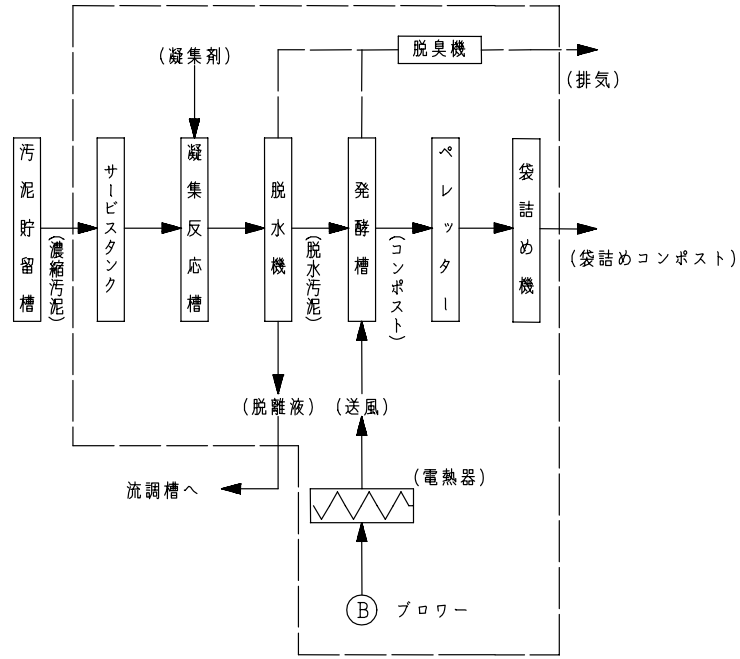 脱臭機
(凝集剤)
(排気)
汚泥貯留槽
(濃縮汚泥)
サービスタンク
凝集反応槽
脱水機
(脱水汚泥)
発酵槽
(コンポスト)
ペレッター
袋詰め機
(袋詰めコンポスト)
(脱離液)
(送風)
流調槽へ
(電熱器)
B
ブロワー